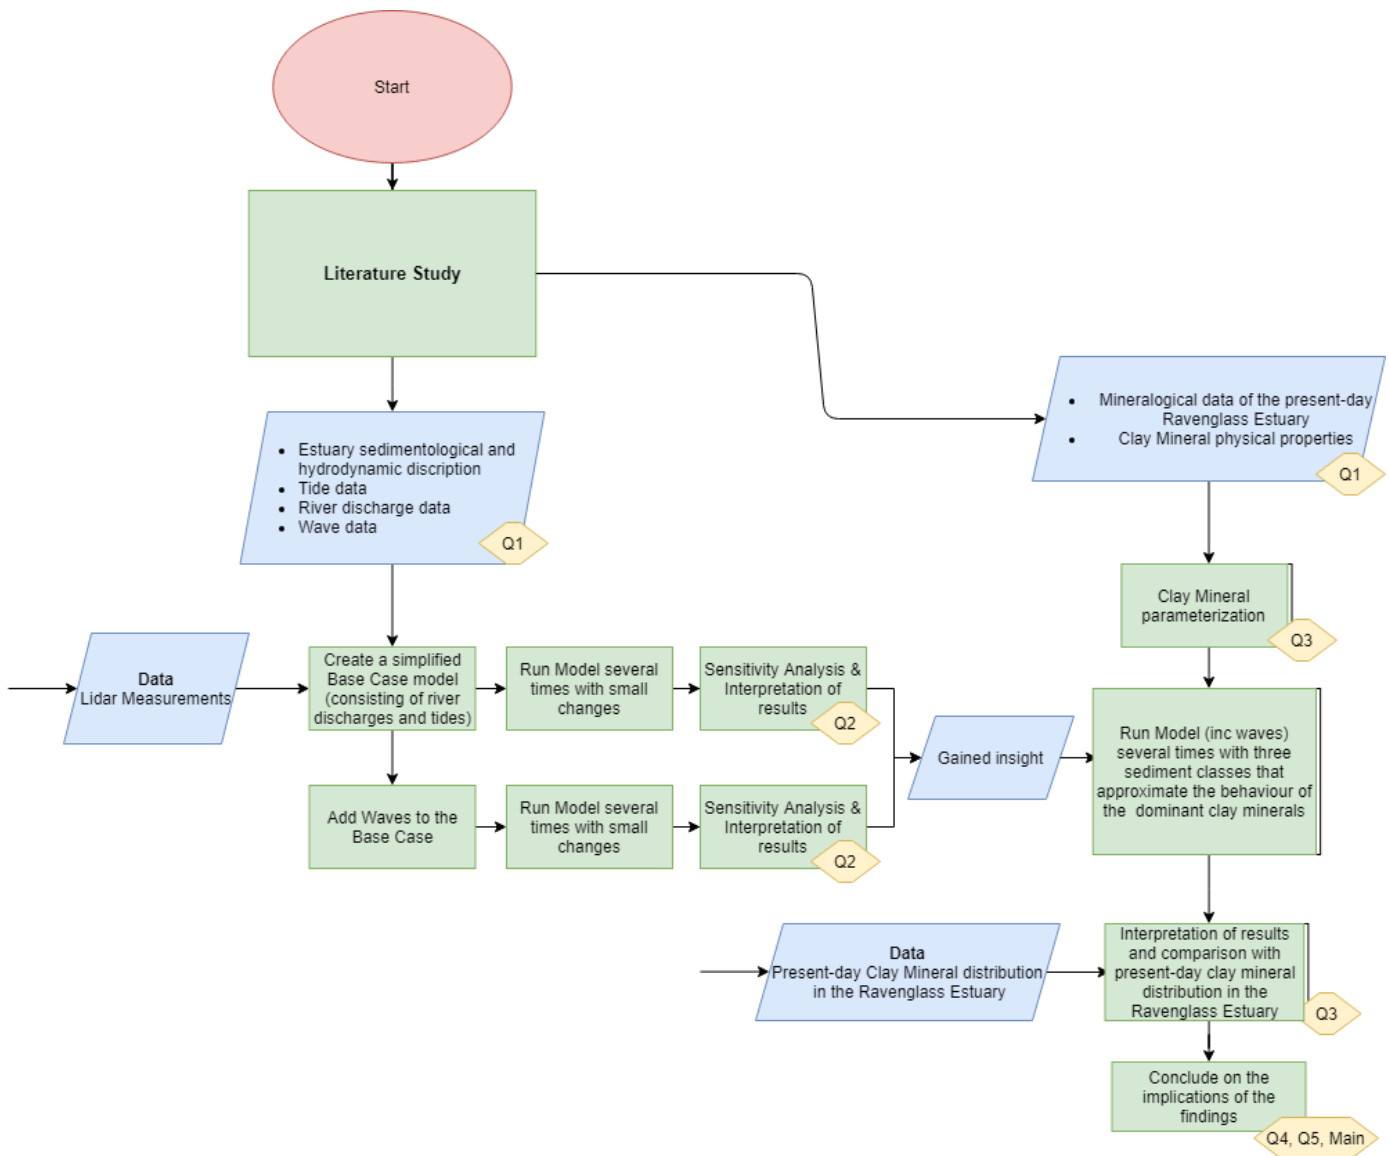 Start
Literature Study
Estuary sedimentological and
hydrodynamic discription
Tide data
River discharge data
Wave data
Q1
Mineralogical data of the present-day
Ravenglass Estuary
Clay Mineral physical properties
Q1
Clay Mineral
parameterization
Q3
Data
Lidar Measurements
Create a simplified
Base Case model
(consisting of river
discharges and tides)
Run Model several
times with small
changes
Sensitivity Analysis &
Interpretation of
results
Q2
Add Waves to the
Base Case
Run Model several
times with small
changes
Sensitivity Analysis &
Interpretation of
results
Q2
Gained insight
Run Model (inc waves)
several times with three
sediment classes that
approximate the behaviour of
the dominant clay minerals
Data
Present-day Clay Mineral distribution
in the Ravenglass Estuary
Interpretation of results
and comparison with
present-day clay mineral
distribution in the
Ravenglass Estuary
Q3
Conclude on the
implications of the
findings
Q4, Q5, Main